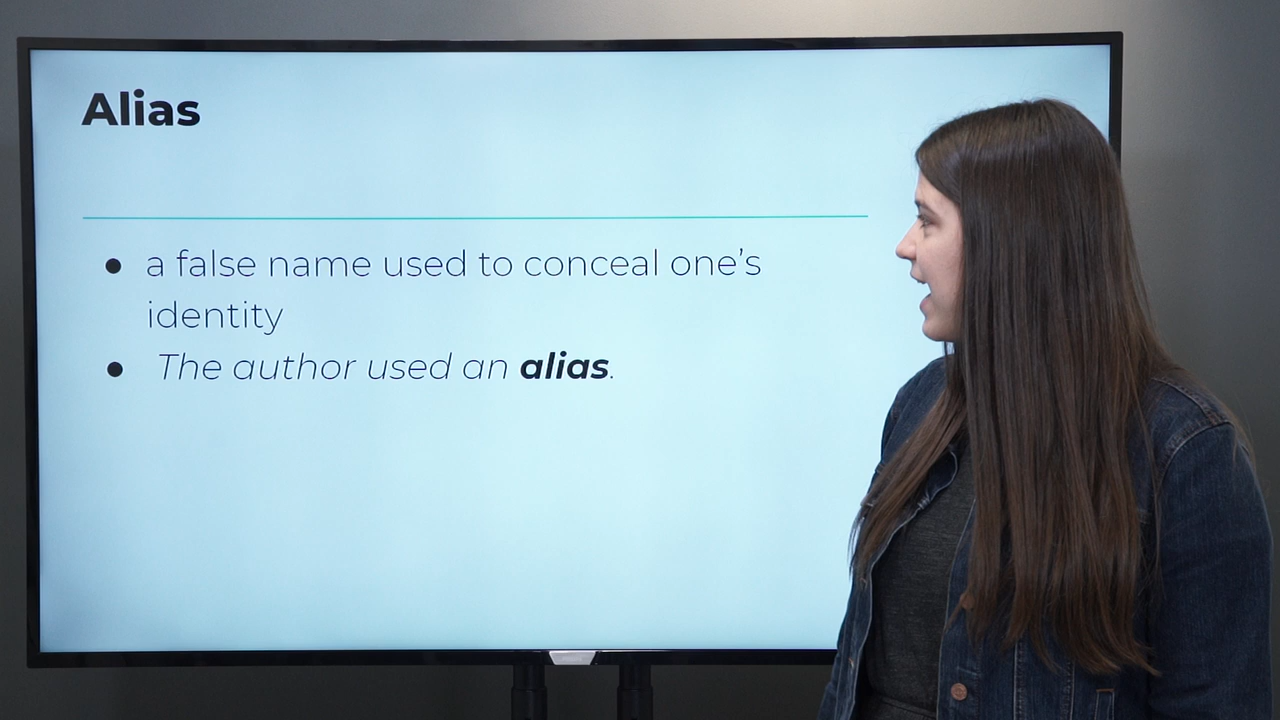 Alias
● a false name used to conceal one’s
identity
● The author used an alias.